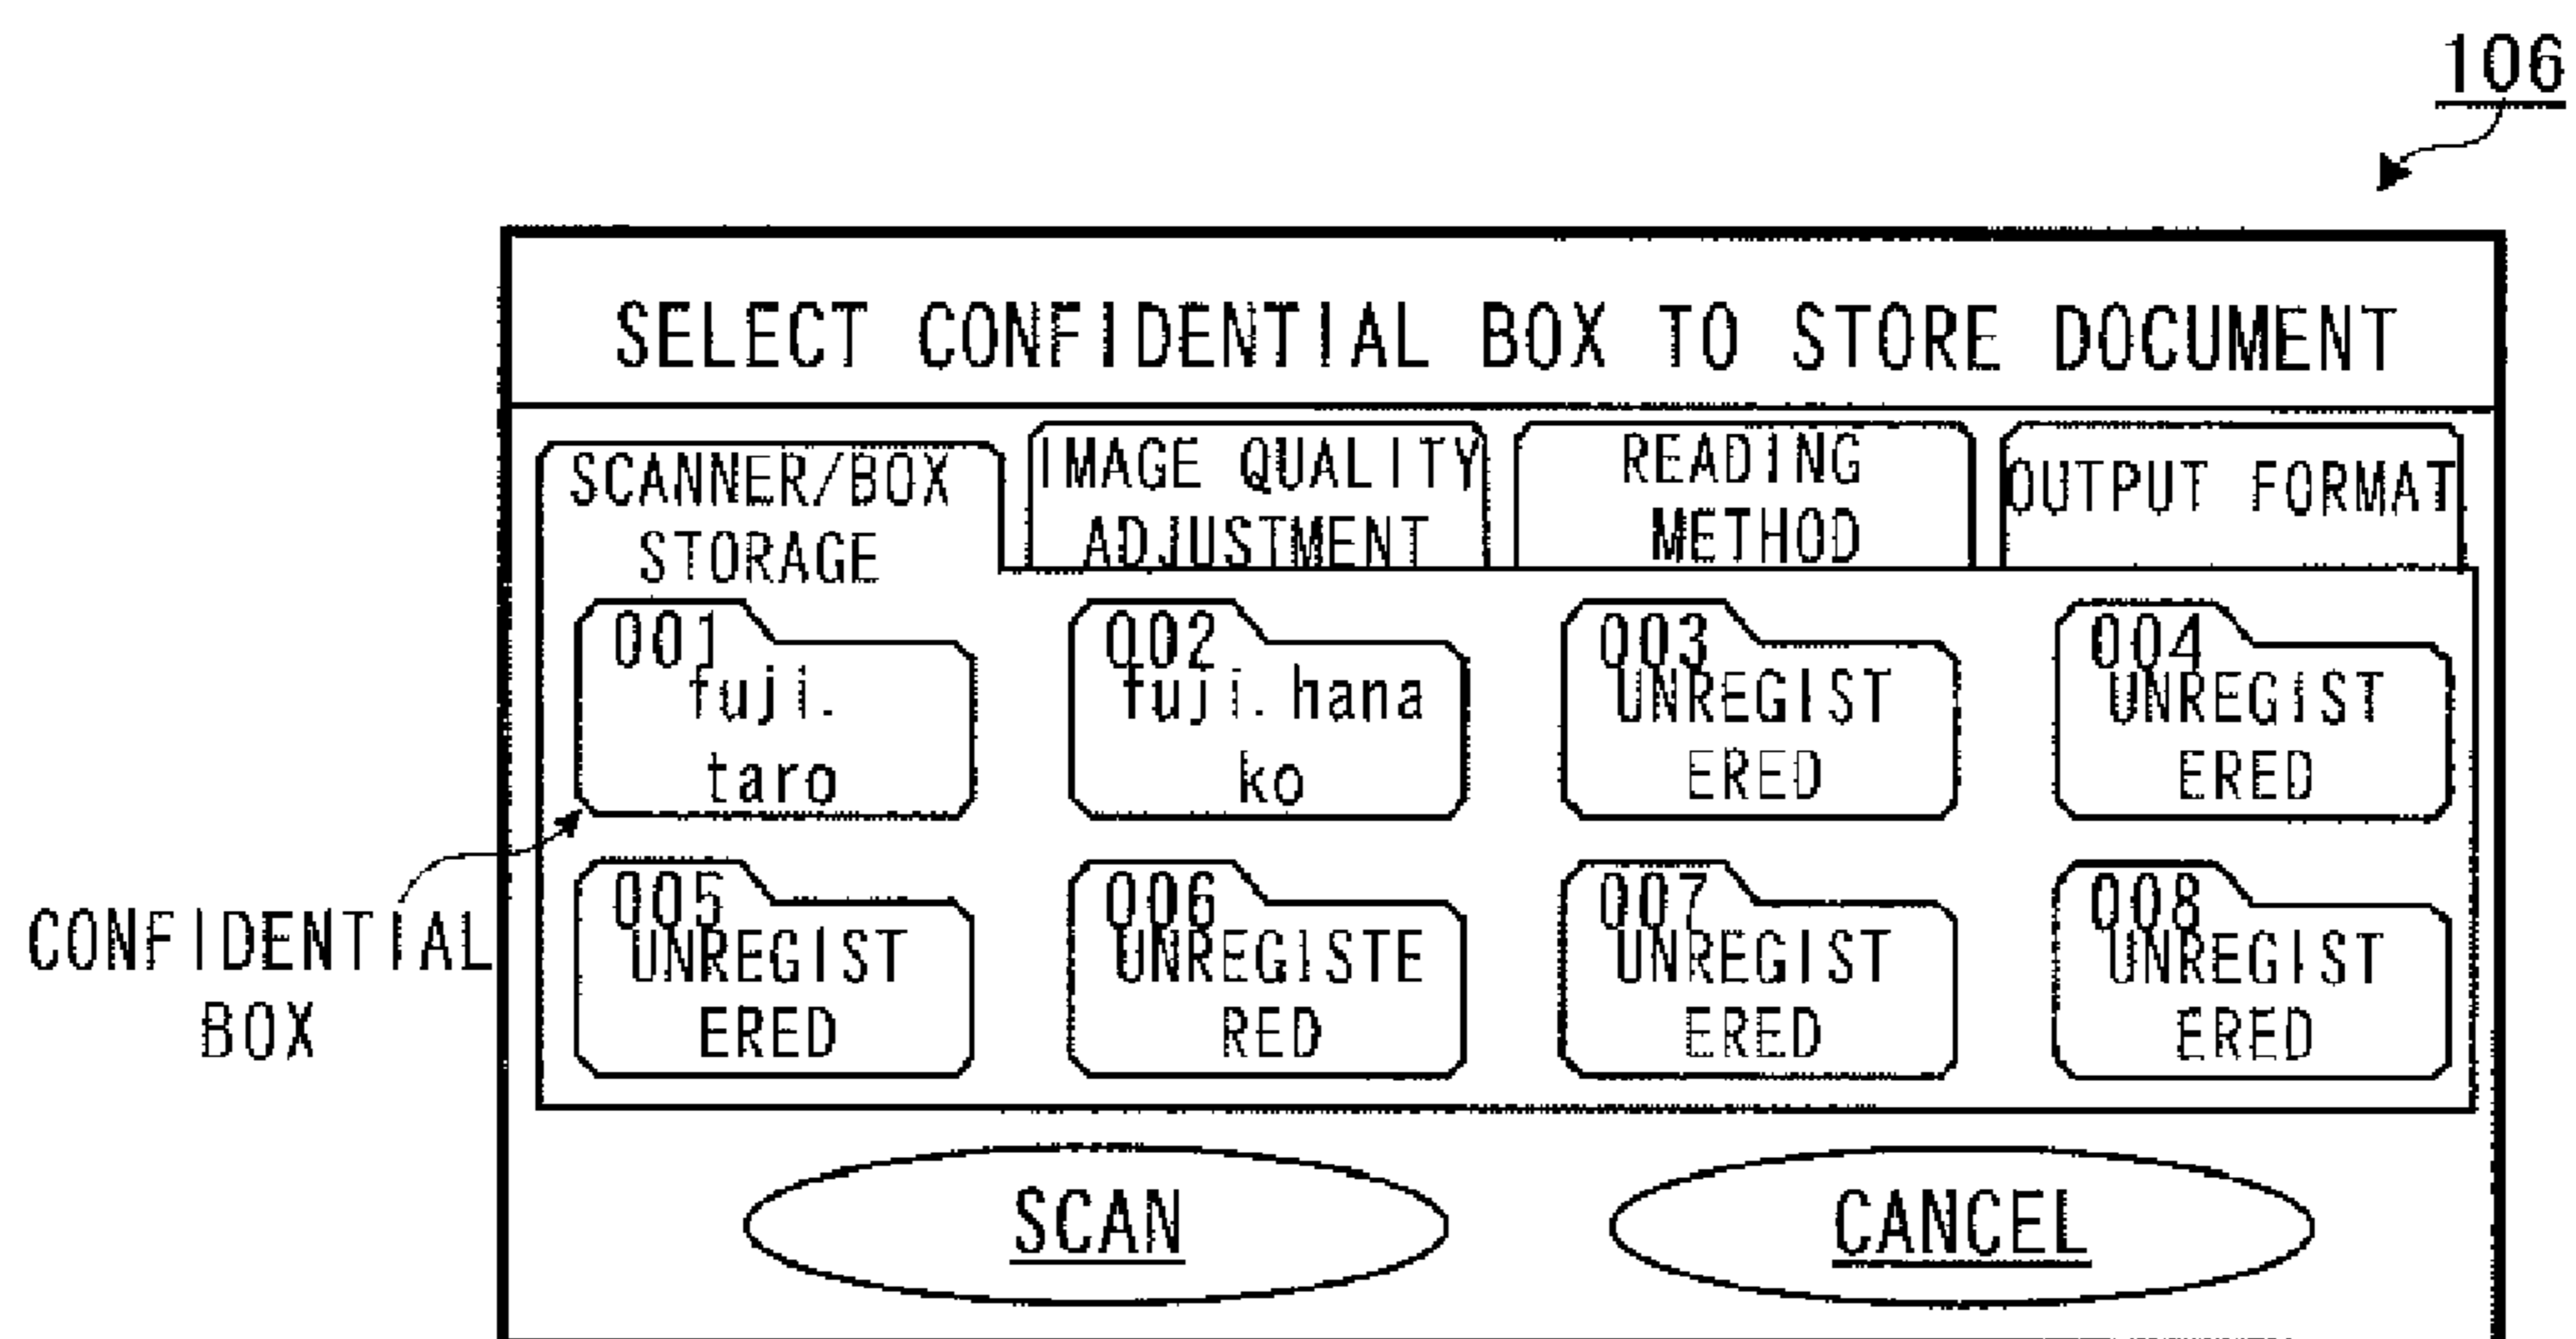 106
SELECT CONFIDENTIAL BOX TO STORE DOCUMENT
SCANNER/BOX
STORAGE
IMAGE QUALITY
ADJUSTMENT
READING
METHOD
OUTPUT FORMAT
001
fuji.
taro
002
fuji.hana
ko
003
UNREGIST
ERED
004
UNREGIST
ERED
CONFIDENTIAL
BOX
005
UNREGIST
ERED
006
UNREGISTE
RED
007
UNREGIST
ERED
008
UNREGIST
ERED
SCAN
CANCEL